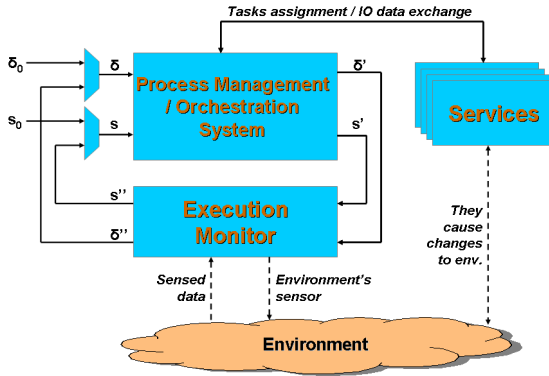 Tasks assignment / IO data exchange
δ0
δ
δ’
Process Management
/ Orchestration
System
Services
s0
s
s’
s’’
δ’’
Execution
Monitor
They
cause
changes
to env.
Sensed
data
Environment’s
sensor
Environment